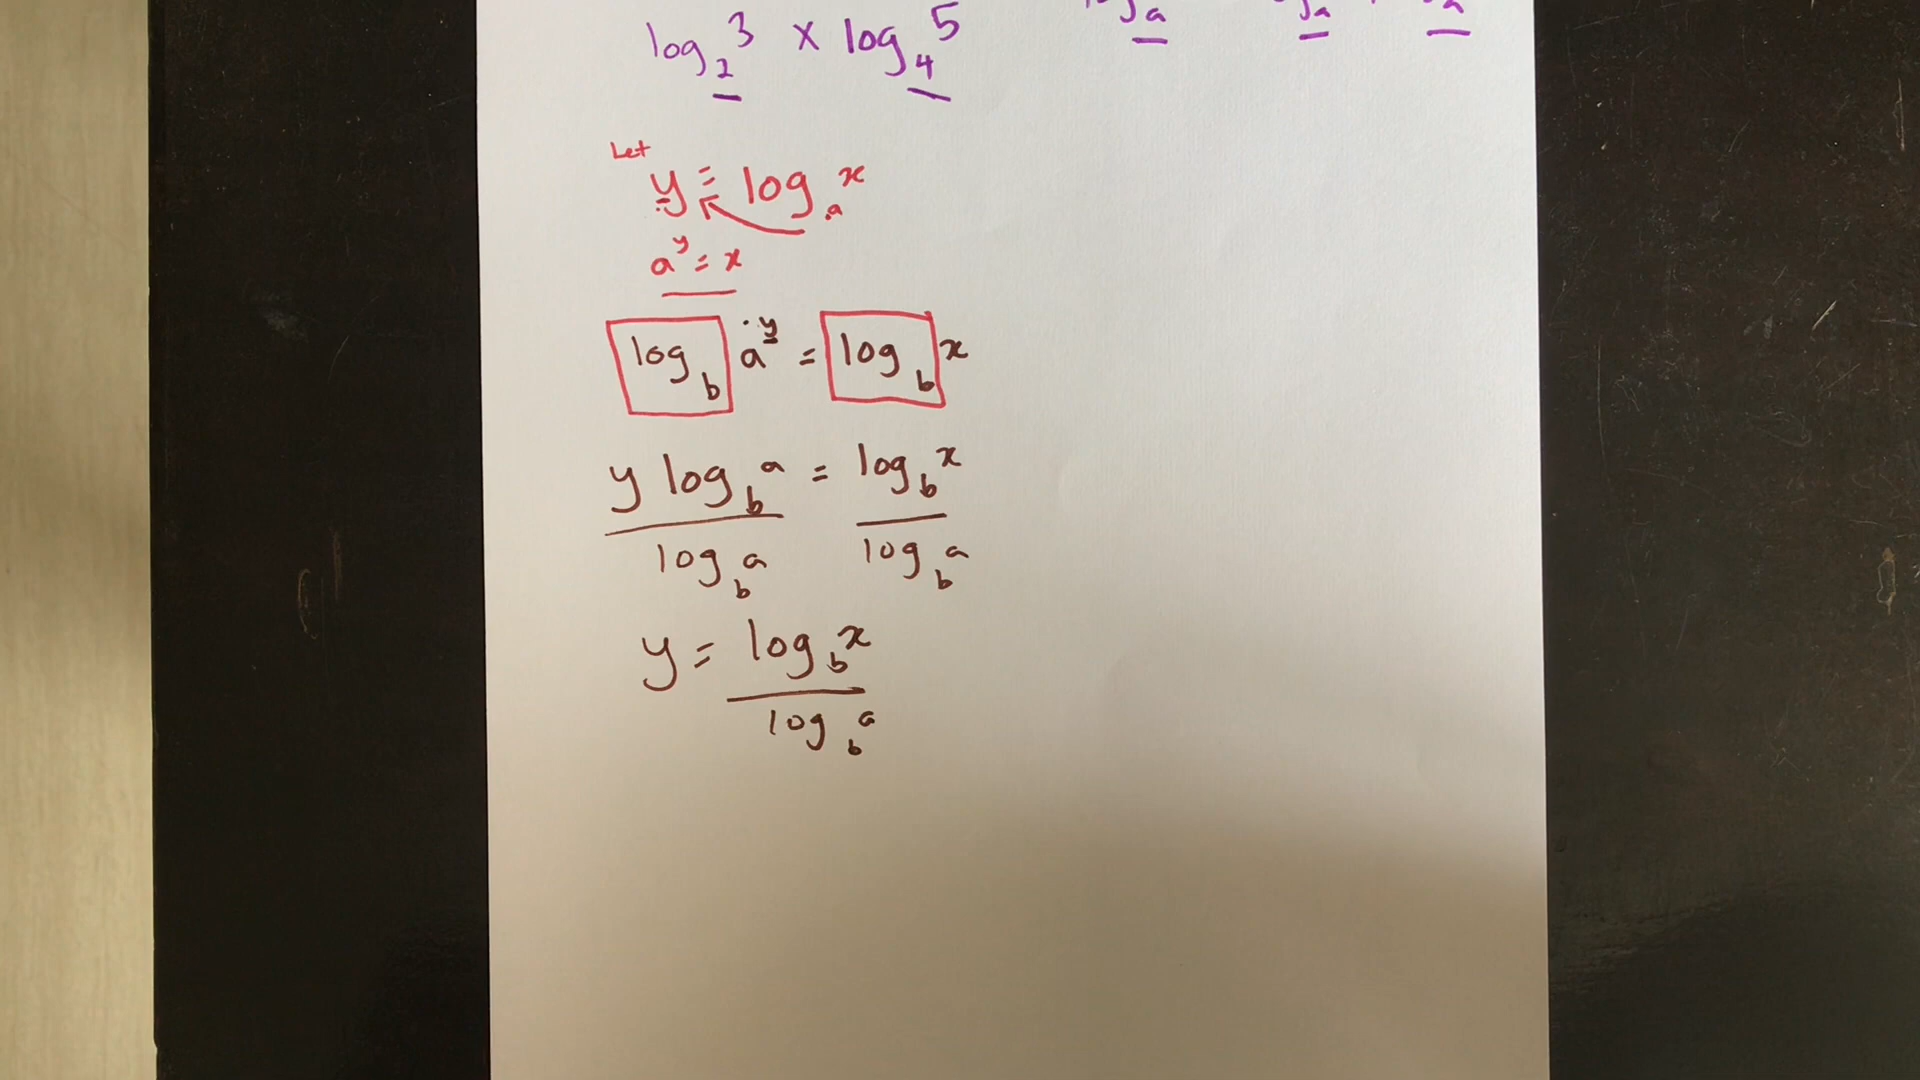 log₂3 x log₄5
Let
y = logₐx
aʸ = x
log_b aʸ = log_b x
y log_b a = log_b x
log_b a log_b a
y = log_b x
log_b a